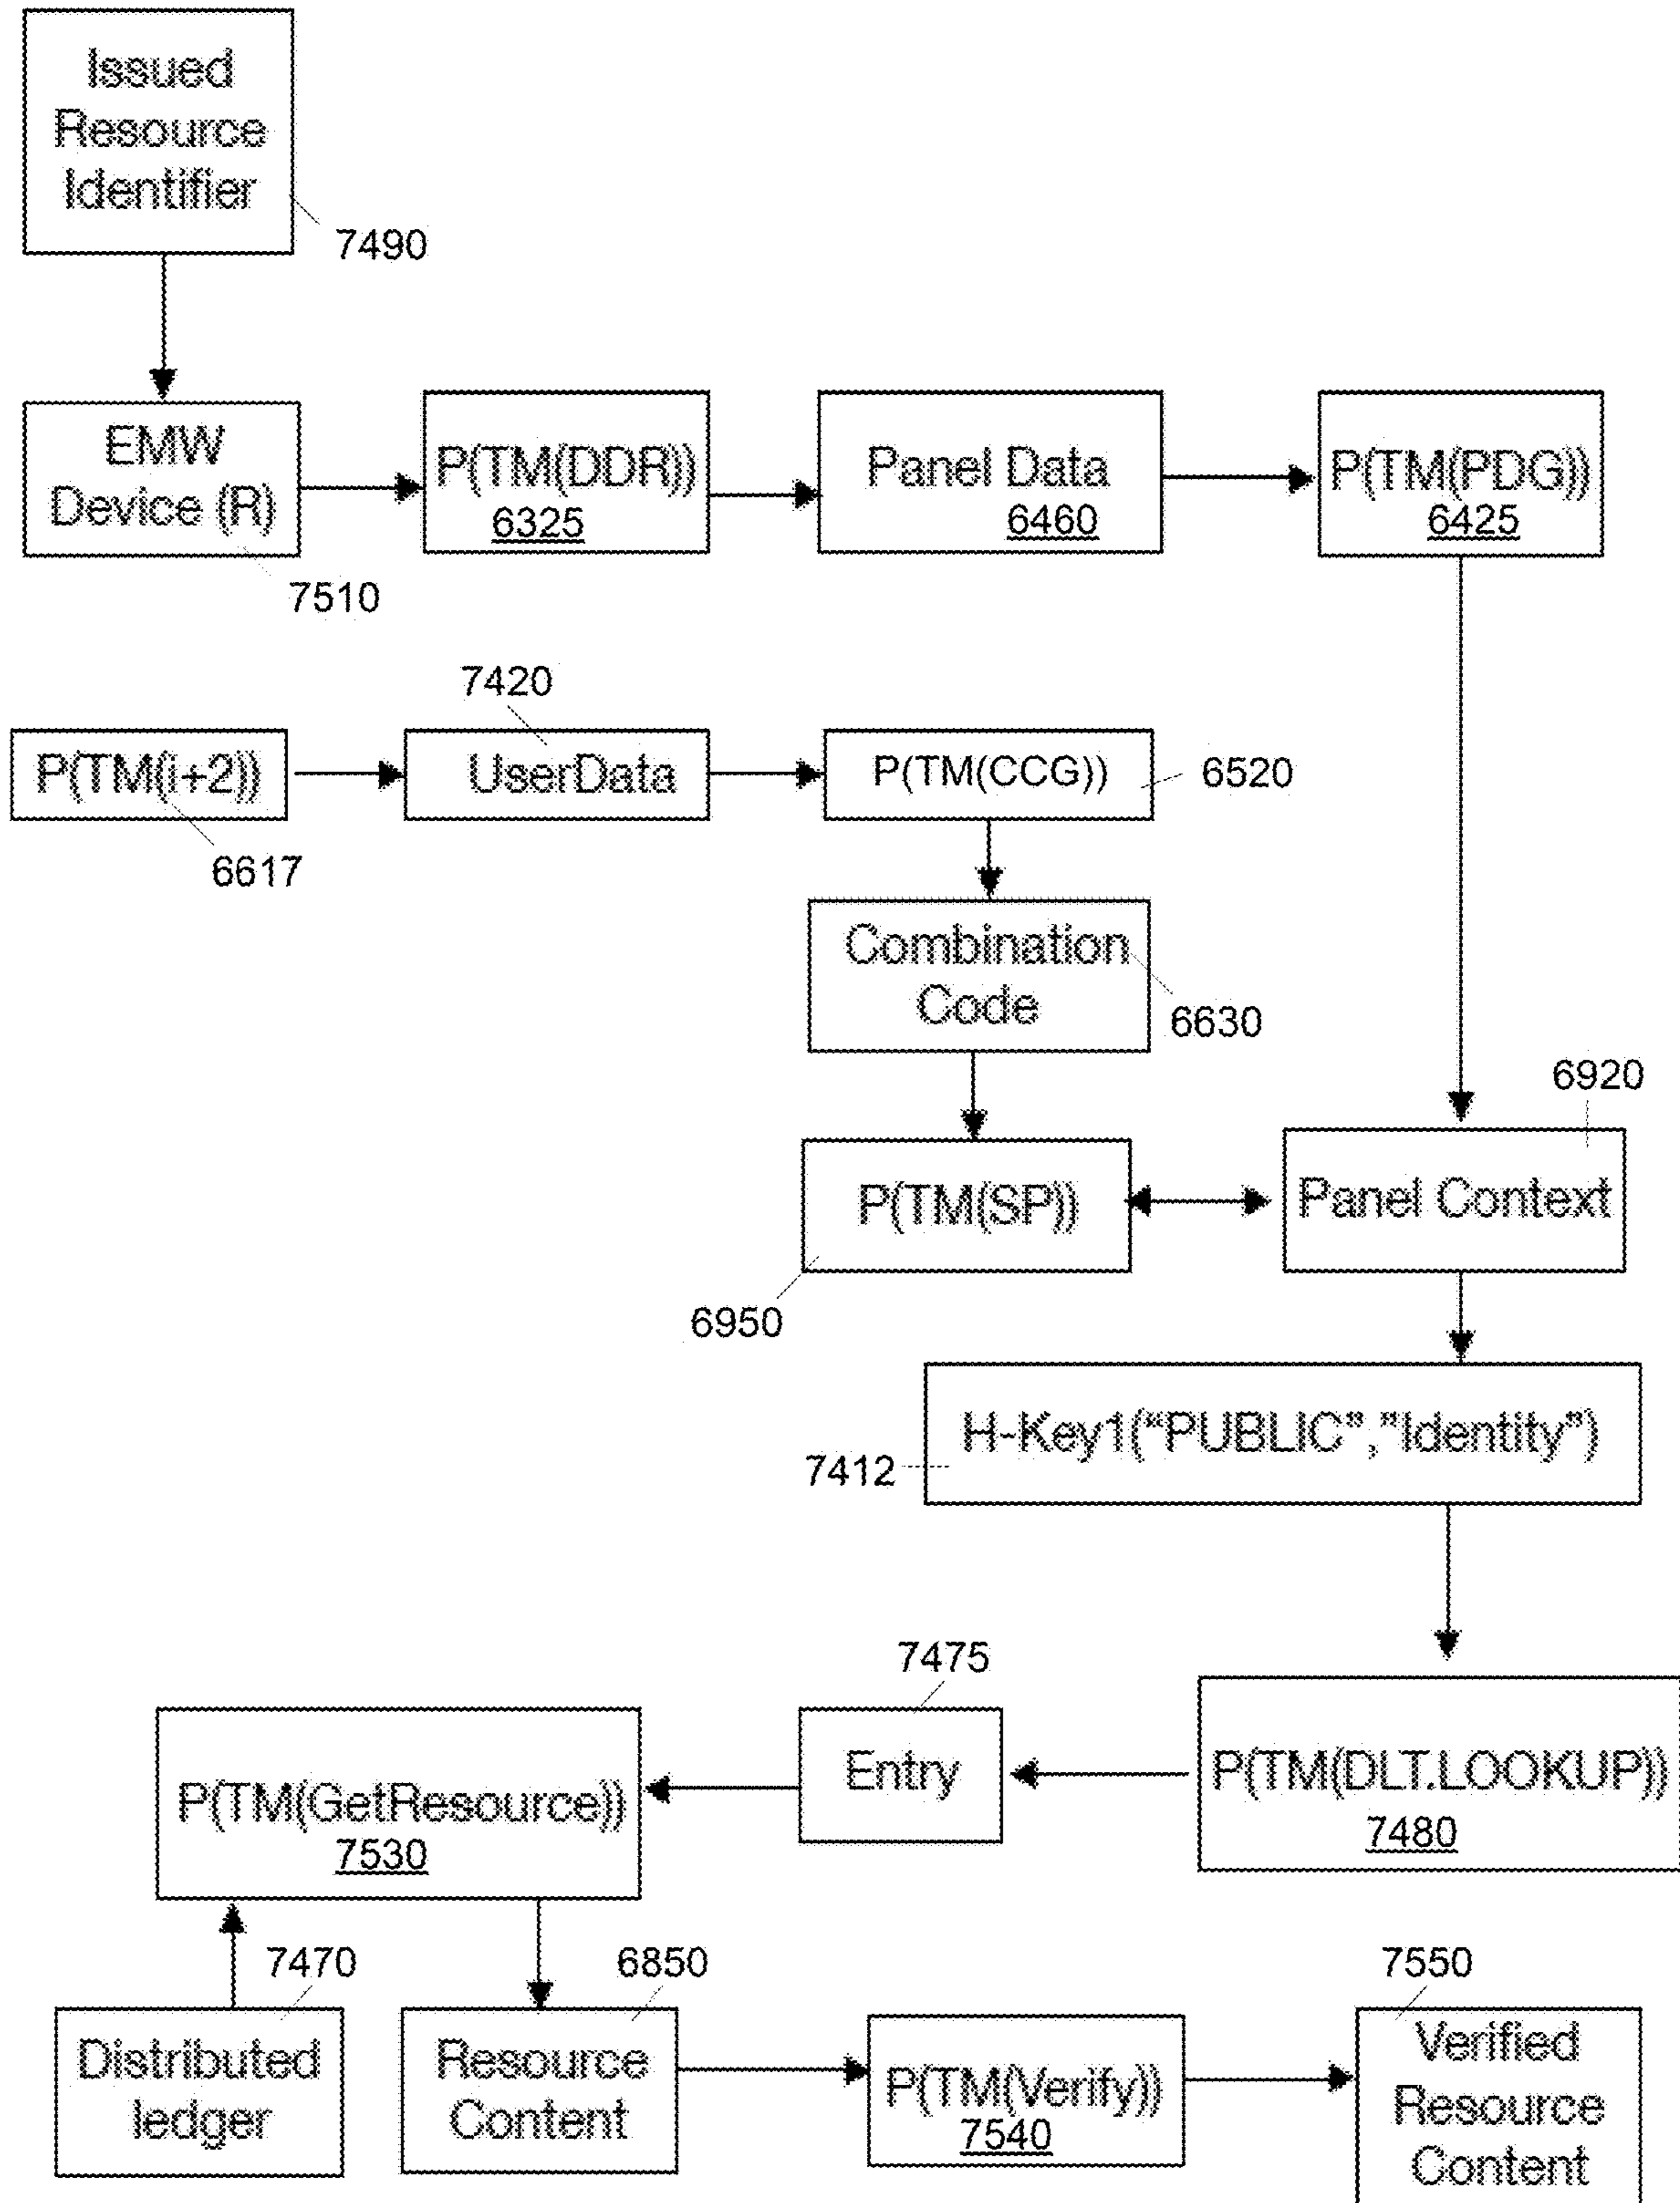 Issued
Resource
Identifier
7490
EMW
Device (R)
7510
P(TM(DDR))
6325
Panel Data
6460
P(TM(PDG))
6425
7420
P(TM(i+2))
6617
UserData
P(TM(CCG))
6520
Combination
Code
6630
6920
P(TM(SP))
6950
Panel Context
H-Key1("PUBLIC","Identity")
7412
7475
P(TM(GetResource))
7530
Entry
P(TM(DLT.LOOKUP))
7480
7470
6850
7550
Distributed
ledger
Resource
Content
P(TM(Verify))
7540
Verified
Resource
Content